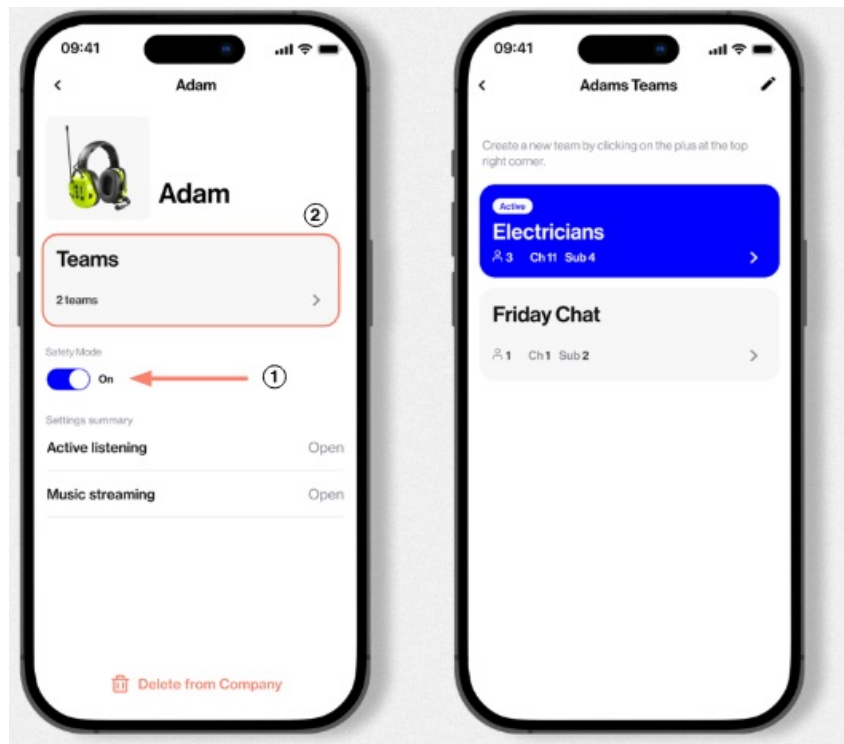 09:41
Adam
Adam
②
Teams
2 teams
Safety Mode
On
①
Settings summary
Active listening Open
Music streaming Open
Delete from Company
09:41
Adams Teams
Create a new team by clicking on the plus at the top
right corner.
Active
Electricians
3 Ch 11 Sub 4
Friday Chat
1 Ch 1 Sub 2